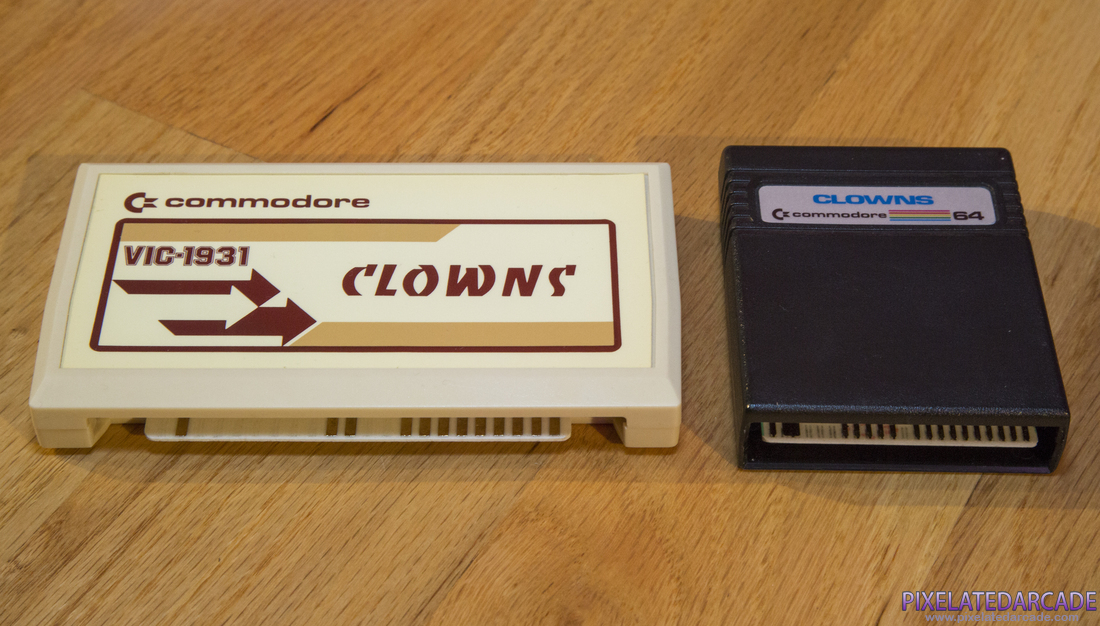 commodore
VIC-1931
CLOWNS
CLOWNS
commodore 64
PIXELATEDARCADE
www.pixelatedarcade.com